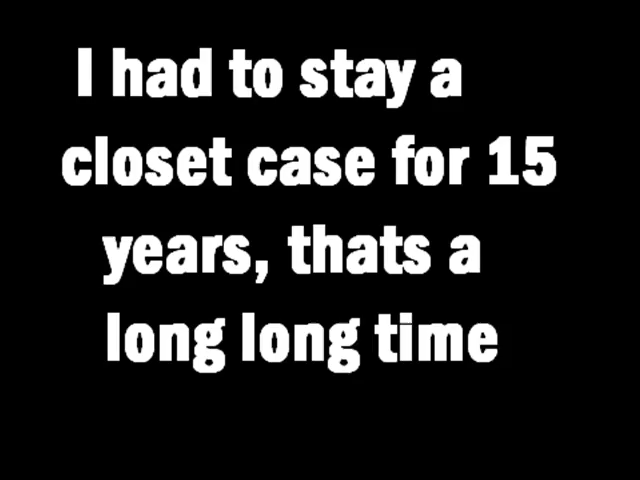 I had to stay a
closet case for 15
years, thats a
long long time